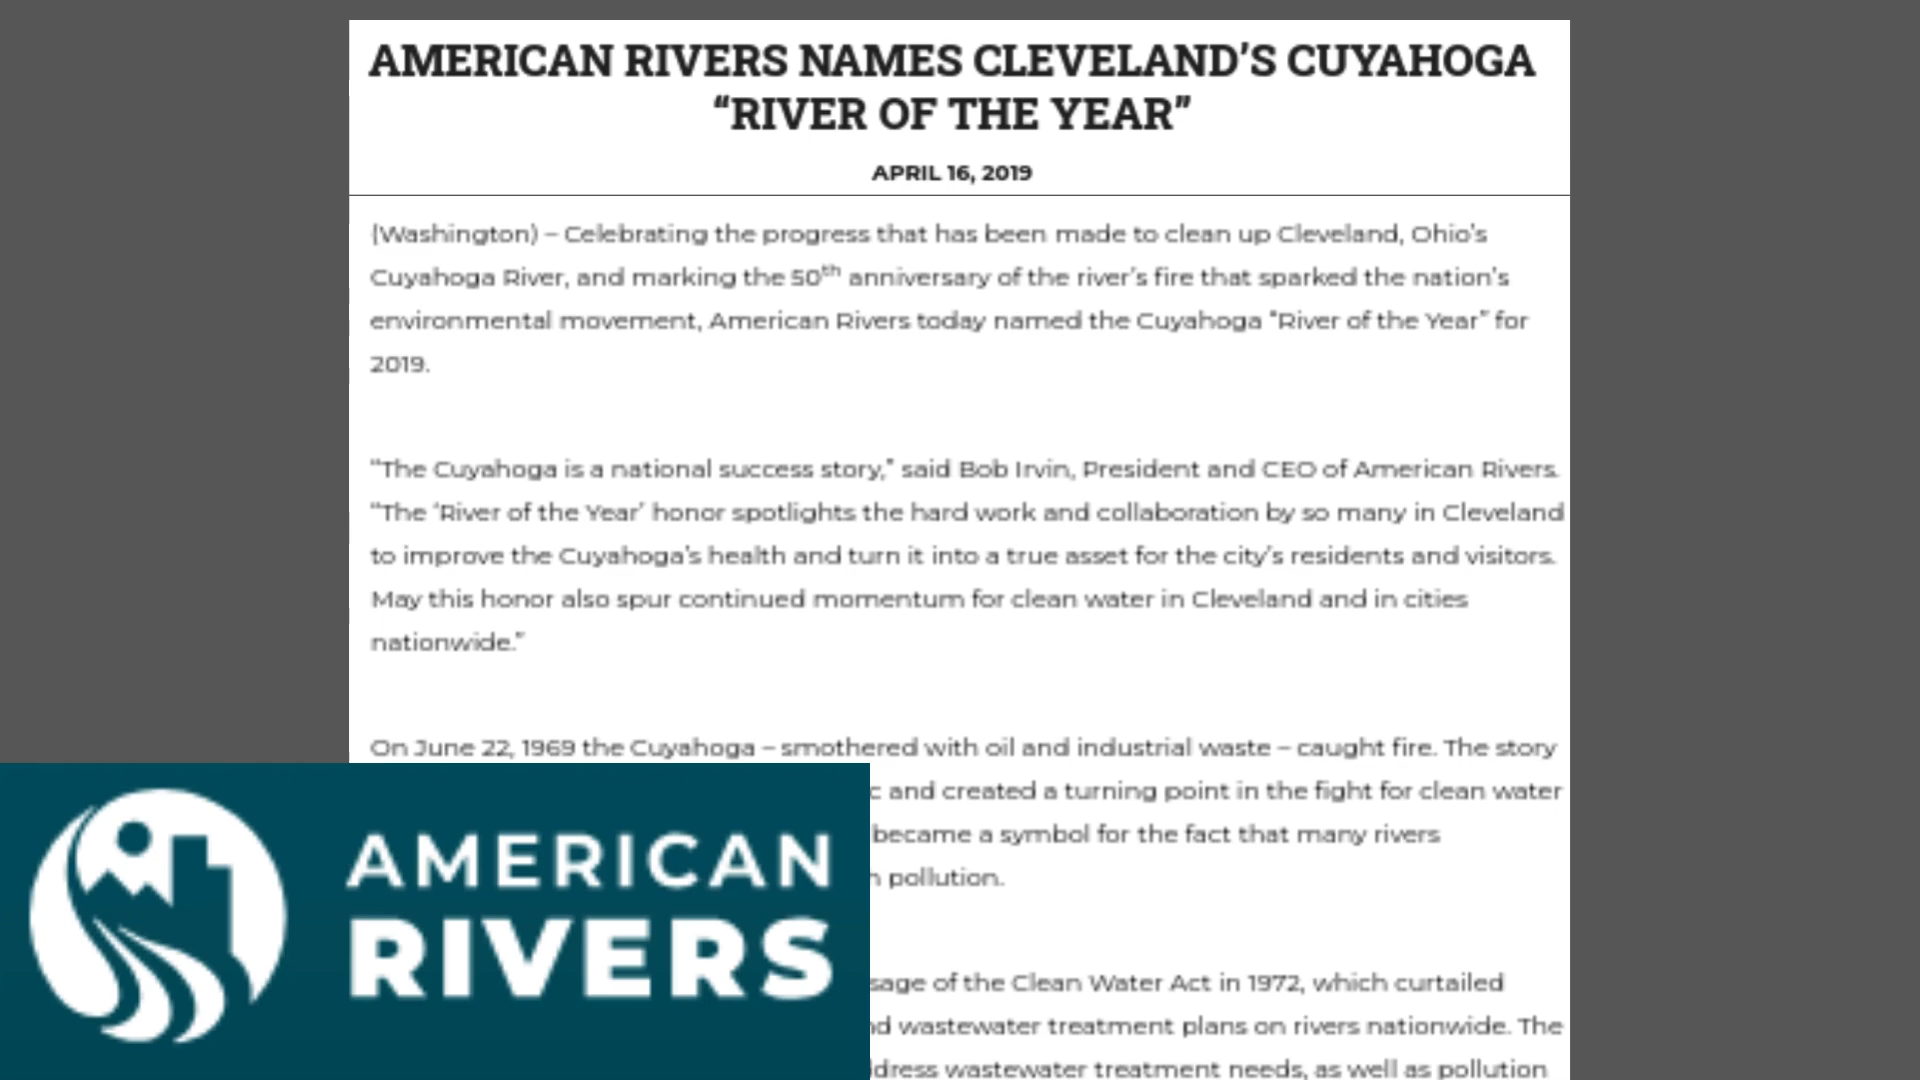 AMERICAN RIVERS NAMES CLEVELAND’S CUYAHOGA
“RIVER OF THE YEAR”
APRIL 16, 2019
(Washington) – Celebrating the progress that has been made to clean up Cleveland, Ohio’s
Cuyahoga River, and marking the 50th anniversary of the river’s fire that sparked the nation’s
environmental movement, American Rivers today named the Cuyahoga “River of the Year” for
2019.
“The Cuyahoga is a national success story,” said Bob Irvin, President and CEO of American Rivers.
“The ‘River of the Year’ honor spotlights the hard work and collaboration by so many in Cleveland
to improve the Cuyahoga’s health and turn it into a true asset for the city’s residents and visitors.
May this honor also spur continued momentum for clean water in Cleveland and in cities
nationwide.”
On June 22, 1969 the Cuyahoga – smothered with oil and industrial waste – caught fire. The story
and created a turning point in the fight for clean water
became a symbol for the fact that many rivers
pollution.
of the Clean Water Act in 1972, which curtailed
wastewater treatment plans on rivers nationwide. The
wastewater treatment needs, as well as pollution
AMERICAN
RIVERS